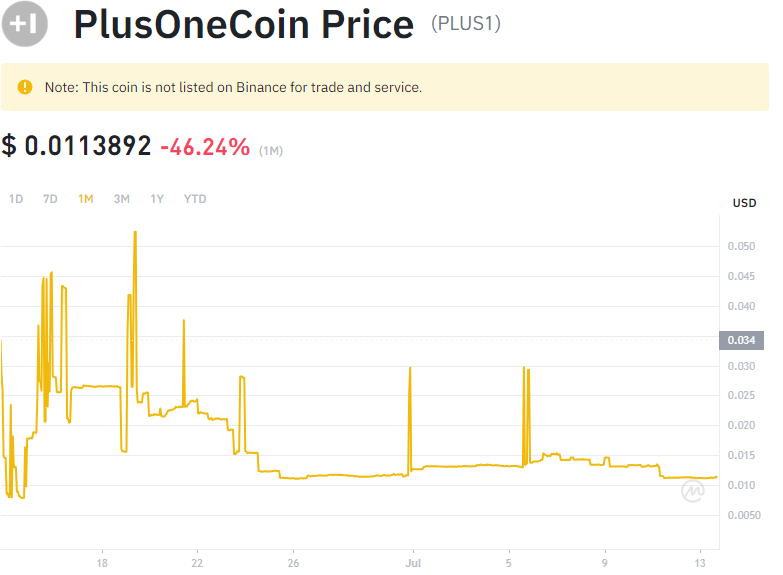 +1 PlusOneCoin Price (PLUS1)
Note: This coin is not listed on Binance for trade and service.
$ 0.0113892 -46.24% (1M)
1D 7D 1M 3M 1Y YTD
USD
0.050
0.045
0.040
0.034
0.030
0.025
0.020
0.015
0.010
0.0050
18 22 26 Jul 5 9 13